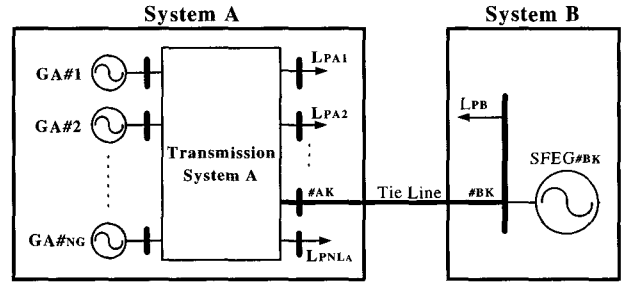 System A
System B
GA#1
GA#2
GA#NG
Transmission
System A
LPA1
LPA2
#AK
LPNLA
Tie Line
#BK
LPB
SFEG#BK